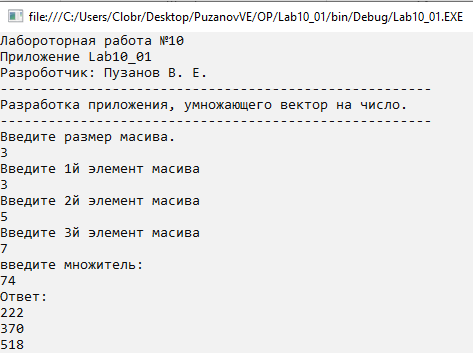 file:///C:/Users/Clobr/Desktop/PuzanovVE/OP/Lab10_01/bin/Debug/Lab10_01.EXE
Лабороторная работа №10
Приложение Lab10_01
Разроботчик: Пузанов В. Е.
------------------------------------------------------
Разработка приложения, умножающего вектор на число.
------------------------------------------------------
Введите размер масива.
3
Введите 1й элемент масива
3
Введите 2й элемент масива
5
Введите 3й элемент масива
7
введите множитель:
74
Ответ:
222
370
518